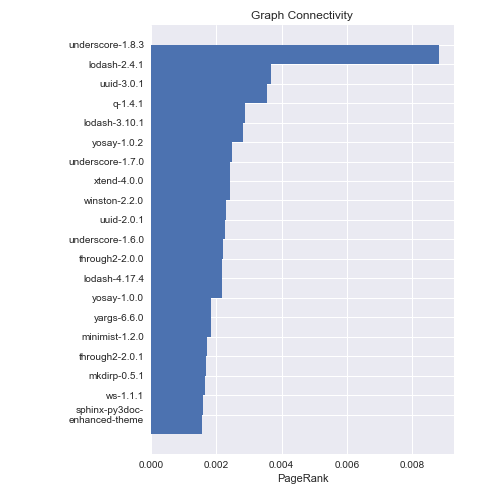 Graph Connectivity
underscore-1.8.3
lodash-2.4.1
uuid-3.0.1
q-1.4.1
lodash-3.10.1
yosay-1.0.2
underscore-1.7.0
xtend-4.0.0
winston-2.2.0
uuid-2.0.1
underscore-1.6.0
through2-2.0.0
lodash-4.17.4
yosay-1.0.0
yargs-6.6.0
minimist-1.2.0
through2-2.0.1
mkdirp-0.5.1
ws-1.1.1
sphinx-py3doc-
enhanced-theme
0.000 0.002 0.004 0.006 0.008
PageRank